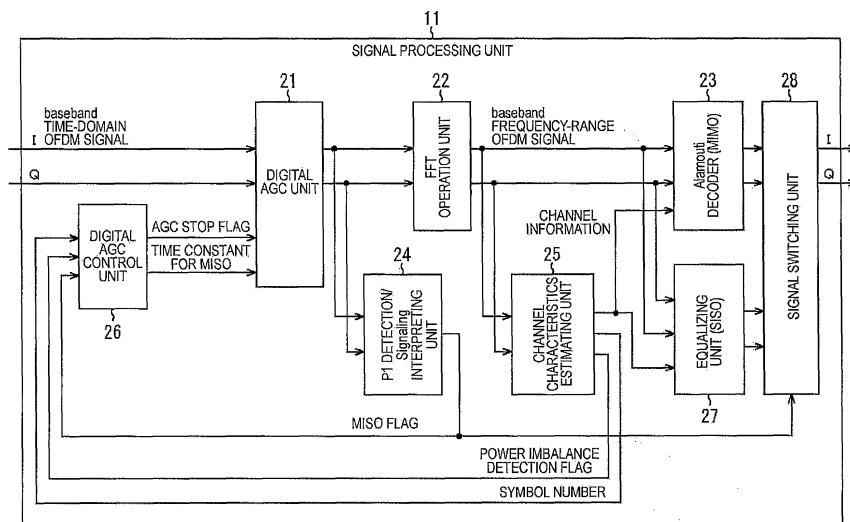 11
SIGNAL PROCESSING UNIT
21
22
23
28
baseband
TIME-DOMAIN
OFDM SIGNAL
I
Q
DIGITAL
AGC UNIT
FFT
OPERATION UNIT
baseband
FREQUENCY-RANGE
OFDM SIGNAL
Alamouti
DECODER (MIMO)
SIGNAL SWITCHING UNIT
I
Q
DIGITAL
AGC
CONTROL
UNIT
26
AGC STOP FLAG
TIME CONSTANT
FOR MISO
24
P1 DETECTION/
Signaling
INTERPRETING
UNIT
CHANNEL
INFORMATION
25
CHANNEL
CHARACTERISTICS
ESTIMATING UNIT
EQUALIZING
UNIT (SISO)
27
MISO FLAG
POWER IMBALANCE
DETECTION FLAG
SYMBOL NUMBER